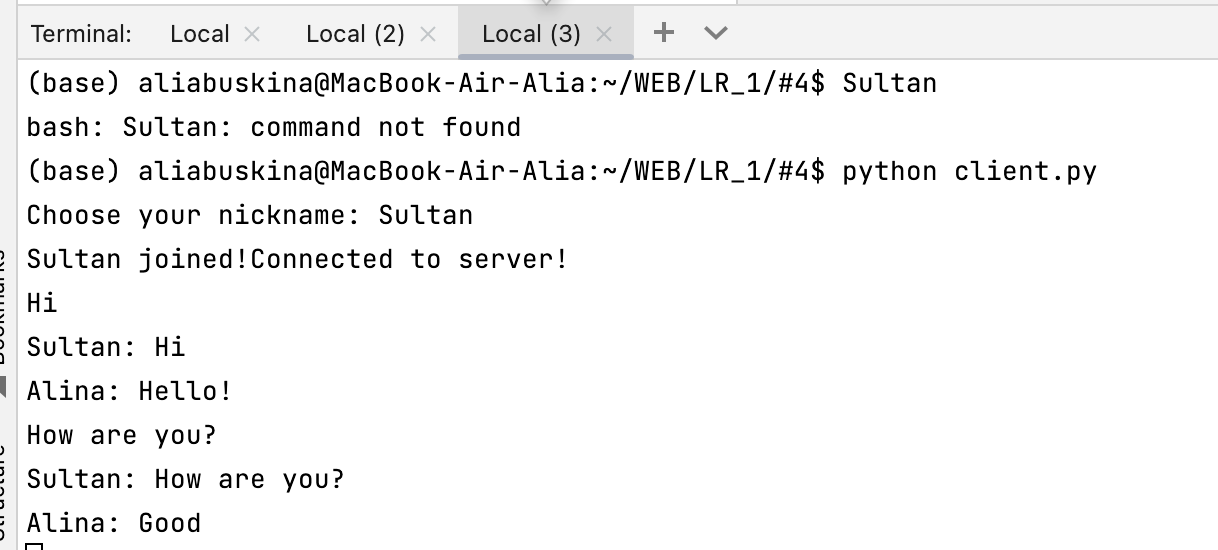 Terminal: Local Local (2) Local (3)
(base) aliabuskina@MacBook-Air-Alia:~/WEB/LR_1/#4$ Sultan
bash: Sultan: command not found
(base) aliabuskina@MacBook-Air-Alia:~/WEB/LR_1/#4$ python client.py
Choose your nickname: Sultan
Sultan joined!Connected to server!
Hi
Sultan: Hi
Alina: Hello!
How are you?
Sultan: How are you?
Alina: Good
Bookmarks
Structure